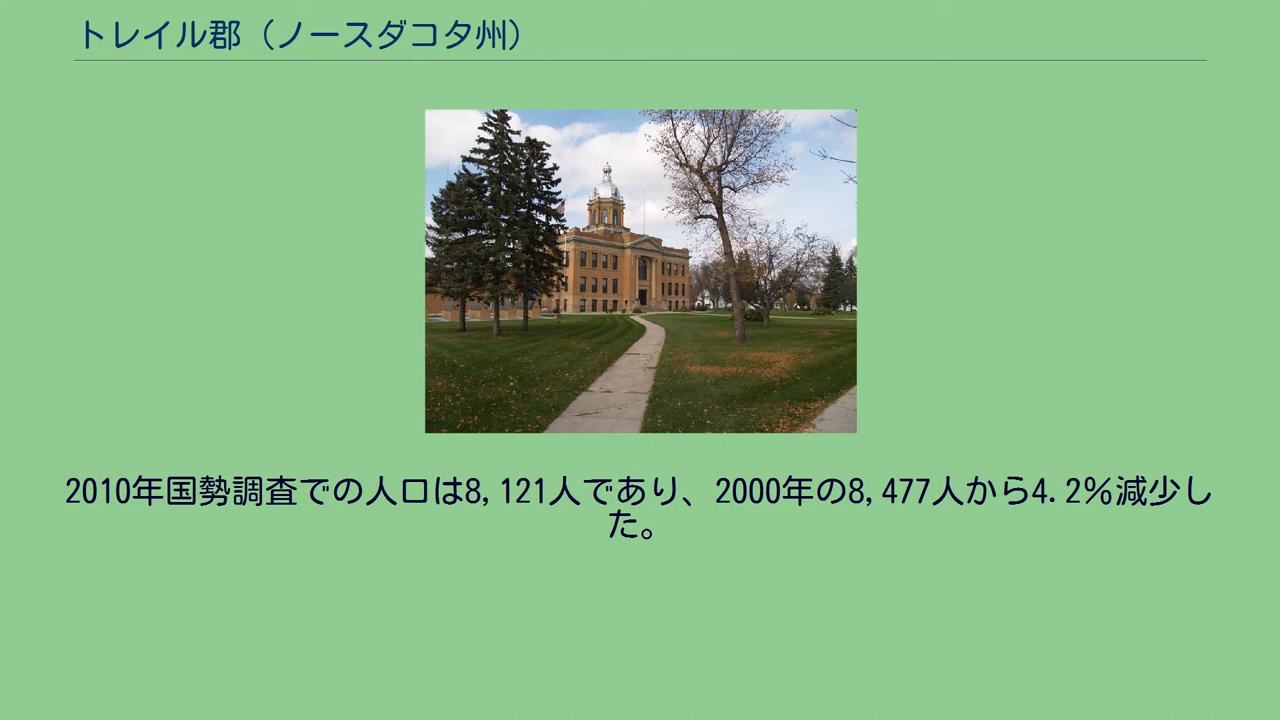 トレイル郡（ノースダコタ州）
2010年国勢調査での人口は8,121人であり、2000年の8,477人から4.2％減少し
た。